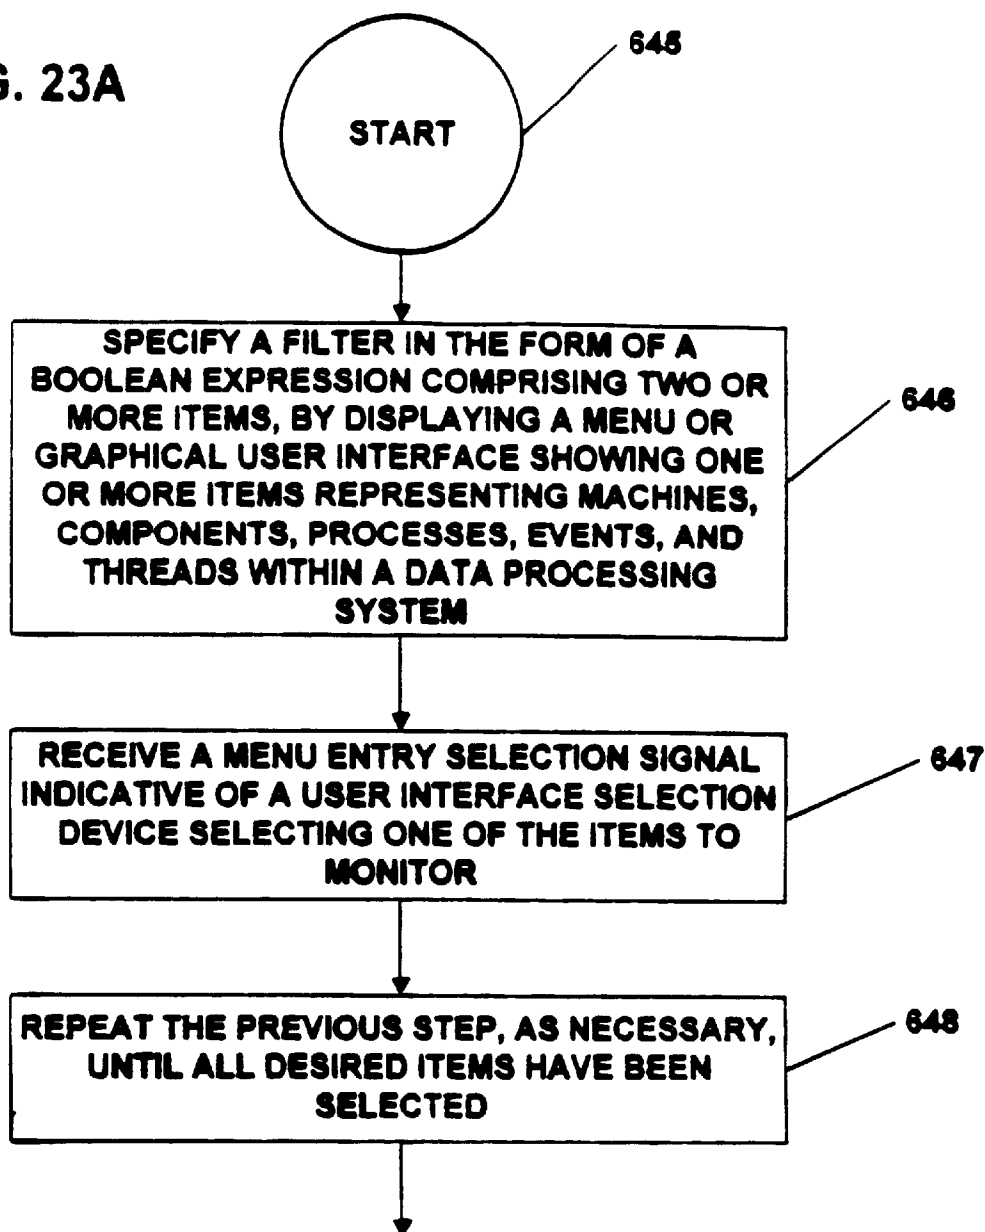 G. 23A
645
START
SPECIFY A FILTER IN THE FORM OF A
BOOLEAN EXPRESSION COMPRISING TWO OR
MORE ITEMS, BY DISPLAYING A MENU OR
GRAPHICAL USER INTERFACE SHOWING ONE
OR MORE ITEMS REPRESENTING MACHINES,
COMPONENTS, PROCESSES, EVENTS, AND
THREADS WITHIN A DATA PROCESSING
SYSTEM
646
RECEIVE A MENU ENTRY SELECTION SIGNAL
INDICATIVE OF A USER INTERFACE SELECTION
DEVICE SELECTING ONE OF THE ITEMS TO
MONITOR
647
REPEAT THE PREVIOUS STEP, AS NECESSARY,
UNTIL ALL DESIRED ITEMS HAVE BEEN
SELECTED
648